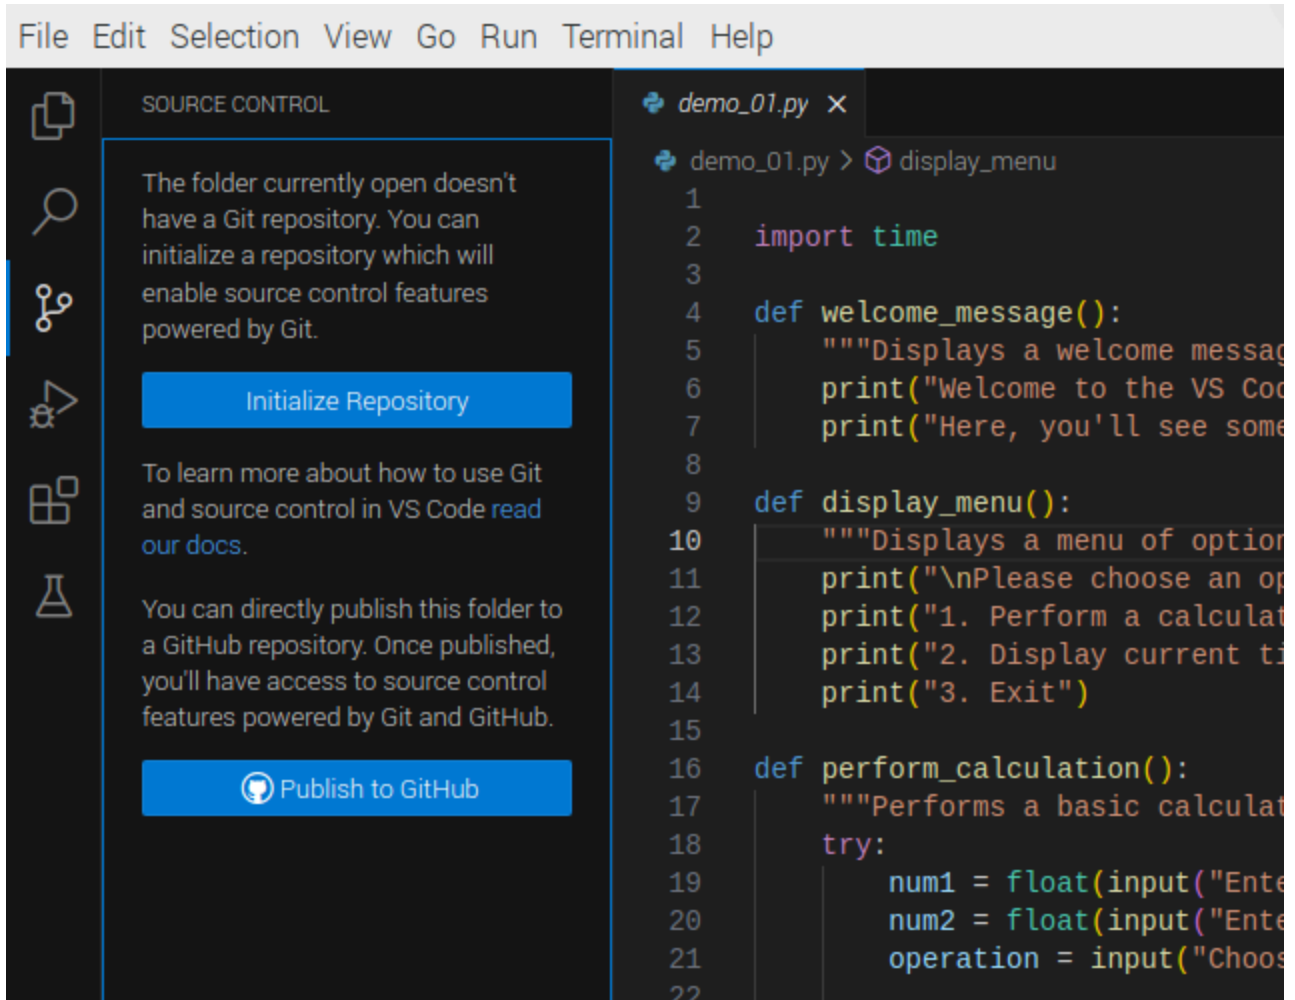 File Edit Selection View Go Run Terminal Help
SOURCE CONTROL
The folder currently open doesn't
have a Git repository. You can
initialize a repository which will
enable source control features
powered by Git.
Initialize Repository
To learn more about how to use Git
and source control in VS Code read
our docs.
You can directly publish this folder to
a GitHub repository. Once published,
you'll have access to source control
features powered by Git and GitHub.
Publish to GitHub
demo_01.py
demo_01.py > display_menu
1
2 import time
3
4 def welcome_message():
5 """Displays a welcome messag
6 print("Welcome to the VS Cod
7 print("Here, you'll see some
8
9 def display_menu():
10 """Displays a menu of option
11 print("\nPlease choose an op
12 print("1. Perform a calculat
13 print("2. Display current ti
14 print("3. Exit")
15
16 def perform_calculation():
17 """Performs a basic calculat
18 try:
19 num1 = float(input("Ente
20 num2 = float(input("Ente
21 operation = input("Choos
22